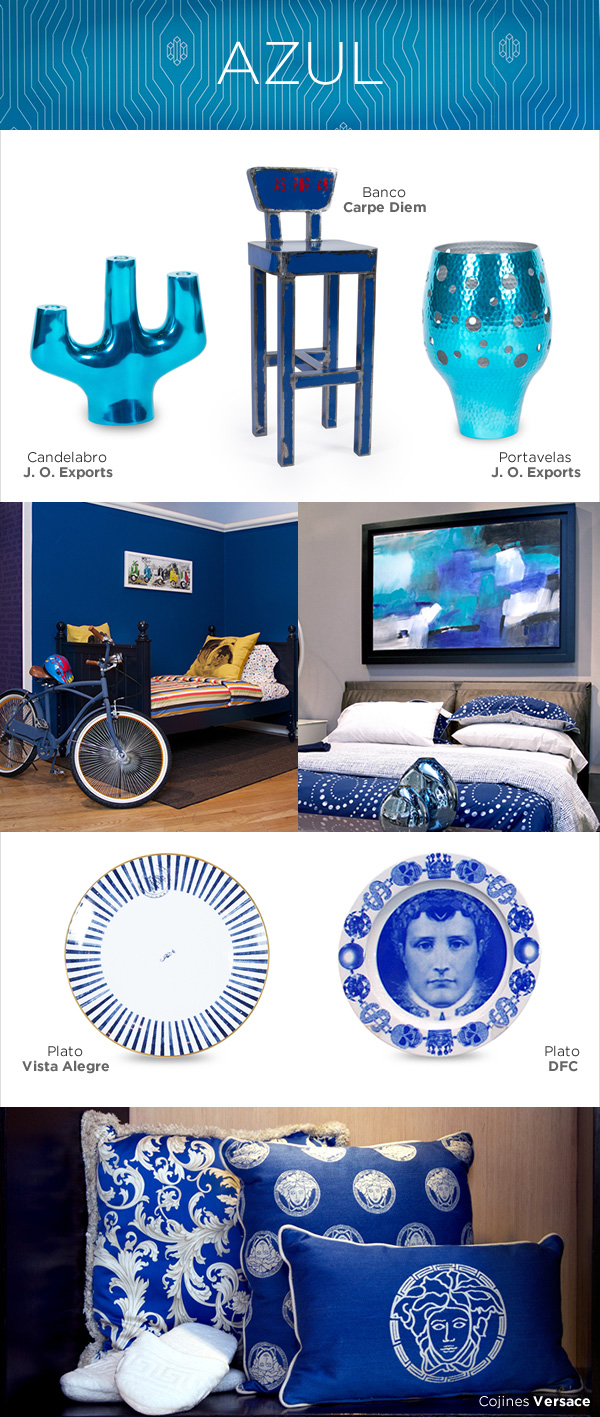 AZUL
Banco
Carpe Diem
Candelabro
J. O. Exports
Portavelas
J. O. Exports
Plato
Vista Alegre
Plato
DFC
Cojines Versace